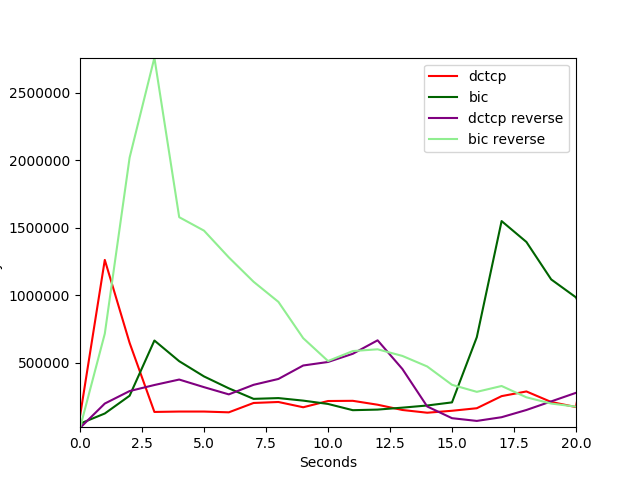 2500000
2000000
1500000
1000000
500000
0.0 2.5 5.0 7.5 10.0 12.5 15.0 17.5 20.0
Seconds
dctcp
bic
dctcp reverse
bic reverse